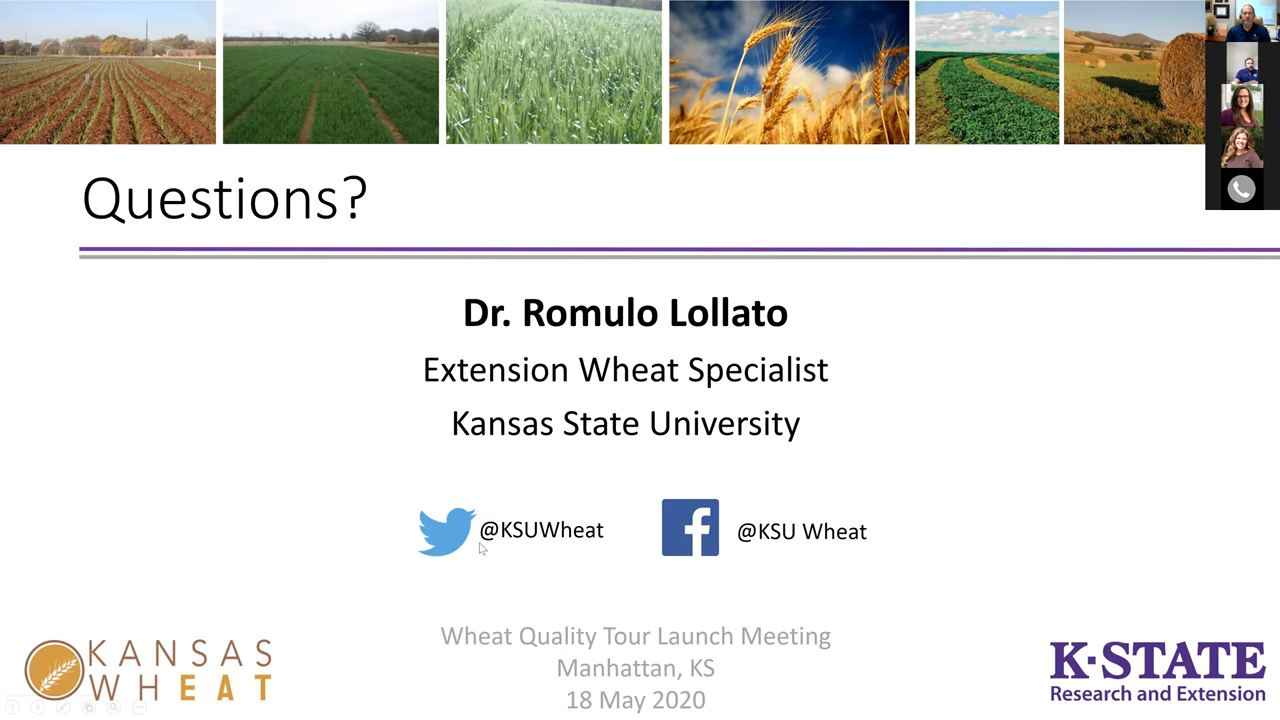 Questions?
Dr. Romulo Lollato
Extension Wheat Specialist
Kansas State University
@KSUWheat
@KSU Wheat
Wheat Quality Tour Launch Meeting
Manhattan, KS
18 May 2020
KANSAS
WHEAT
K-STATE
Research and Extension